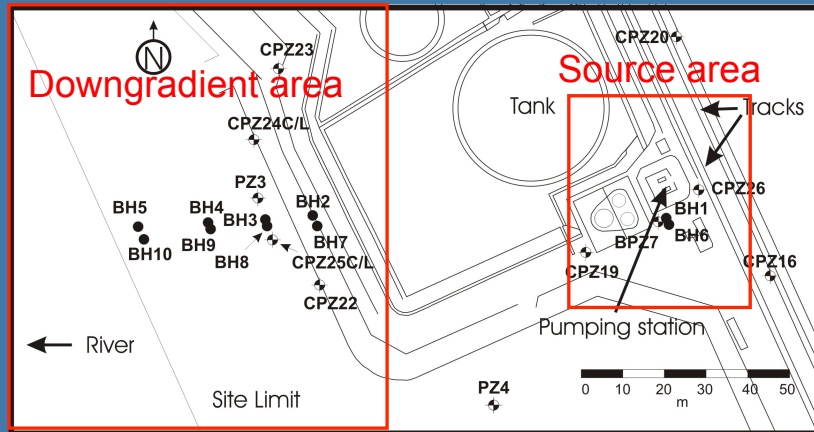 CPZ20
CPZ23
Downgradient area
Source area
N
Tank
Tracks
CPZ24C/L
PZ3
CPZ26
BH5
BH4
BH3
BH2
BH1
BH10
BH9
BH8
BH7
BPZ7
BH6
CPZ25C/L
CPZ19
CPZ16
CPZ22
River
Pumping station
Site Limit
PZ4
0 10 20 30 40 50
m